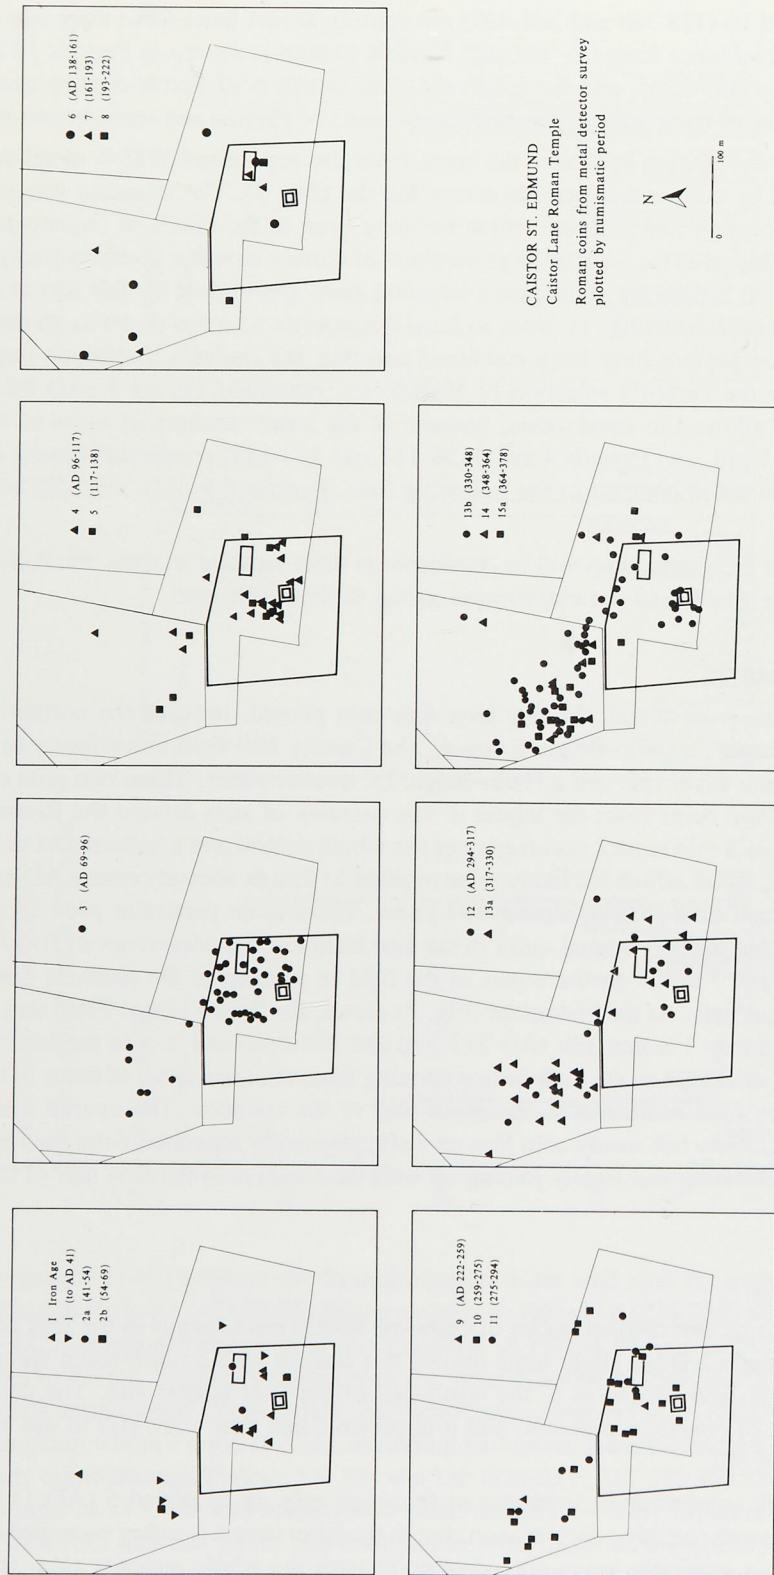 I Iron Age
1 (to AD 41)
2a (41-54)
2b (54-69)
3 (AD 69-96)
4 (AD 96-117)
5 (117-138)
6 (AD 138-161)
7 (161-193)
8 (193-222)
9 (AD 222-259)
10 (259-275)
11 (275-294)
12 (AD 294-317)
13a (317-330)
13b (330-348)
14 (348-364)
15a (364-378)
CAISTOR ST. EDMUND
Caistor Lane Roman Temple
Roman coins from metal detector survey
plotted by numismatic period
N
0 100 m